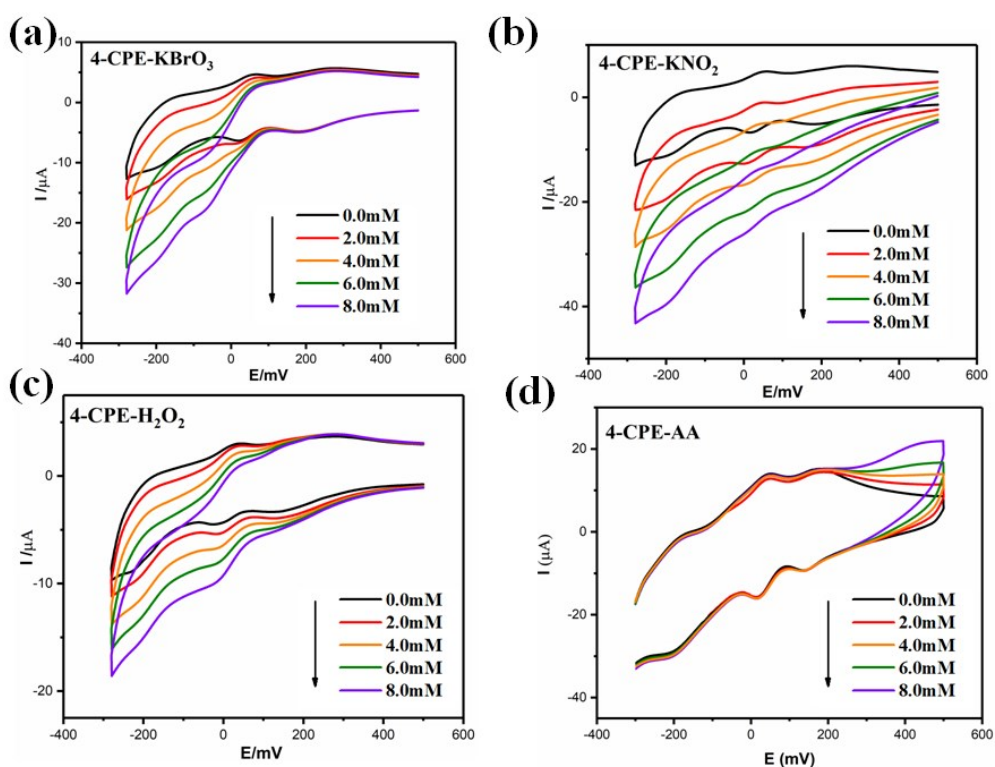 (a)
4-CPE-KBrO₃
10
0
-10
-20
-30
-40
I /μA
-400 -200 0 200 400 600
E/mV
0.0mM
2.0mM
4.0mM
6.0mM
8.0mM
(b)
4-CPE-KNO₂
0
-20
-40
I /μA
-400 -200 0 200 400 600
E/mV
0.0mM
2.0mM
4.0mM
6.0mM
8.0mM
(c)
4-CPE-H₂O₂
0
-10
-20
I /μA
-400 -200 0 200 400 600
E/mV
0.0mM
2.0mM
4.0mM
6.0mM
8.0mM
(d)
4-CPE-AA
20
0
-20
-40
I (μA)
-400 -200 0 200 400 600
E (mV)
0.0mM
2.0mM
4.0mM
6.0mM
8.0mM